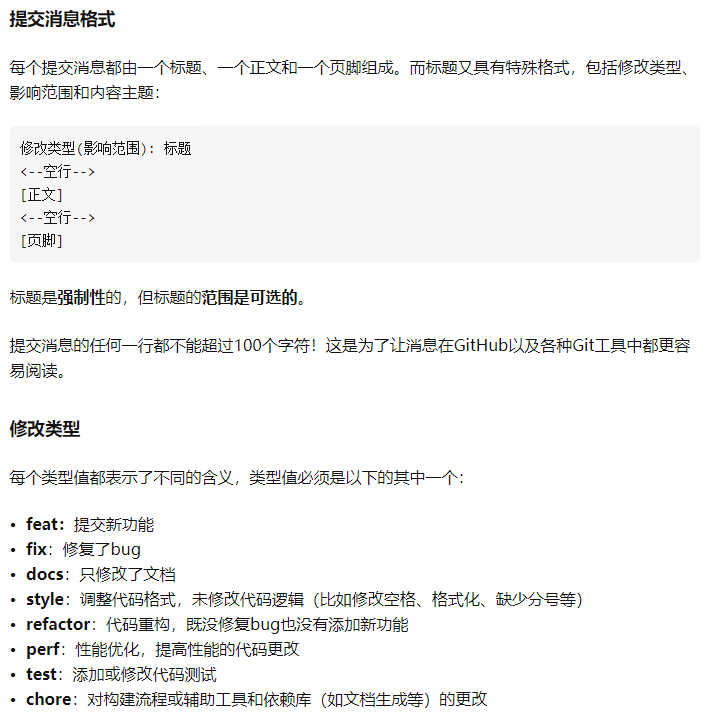 提交消息格式
每个提交消息都由一个标题、一个正文和一个页脚组成。而标题又具有特殊格式，包括修改类型、
影响范围和内容主题：
修改类型(影响范围): 标题
<--空行-->
[正文]
<--空行-->
[页脚]
标题是强制性的，但标题的范围是可选的。
提交消息的任何一行都不能超过100个字符！这是为了让消息在GitHub以及各种Git工具中都更容
易阅读。
修改类型
每个类型值都表示了不同的含义，类型值必须是以下的其中一个：
• feat：提交新功能
• fix：修复了bug
• docs：只修改了文档
• style：调整代码格式，未修改代码逻辑（比如修改空格、格式化、缺少分号等）
• refactor：代码重构，既没修复bug也没有添加新功能
• perf：性能优化，提高性能的代码更改
• test：添加或修改代码测试
• chore：对构建流程或辅助工具和依赖库（如文档生成等）的更改